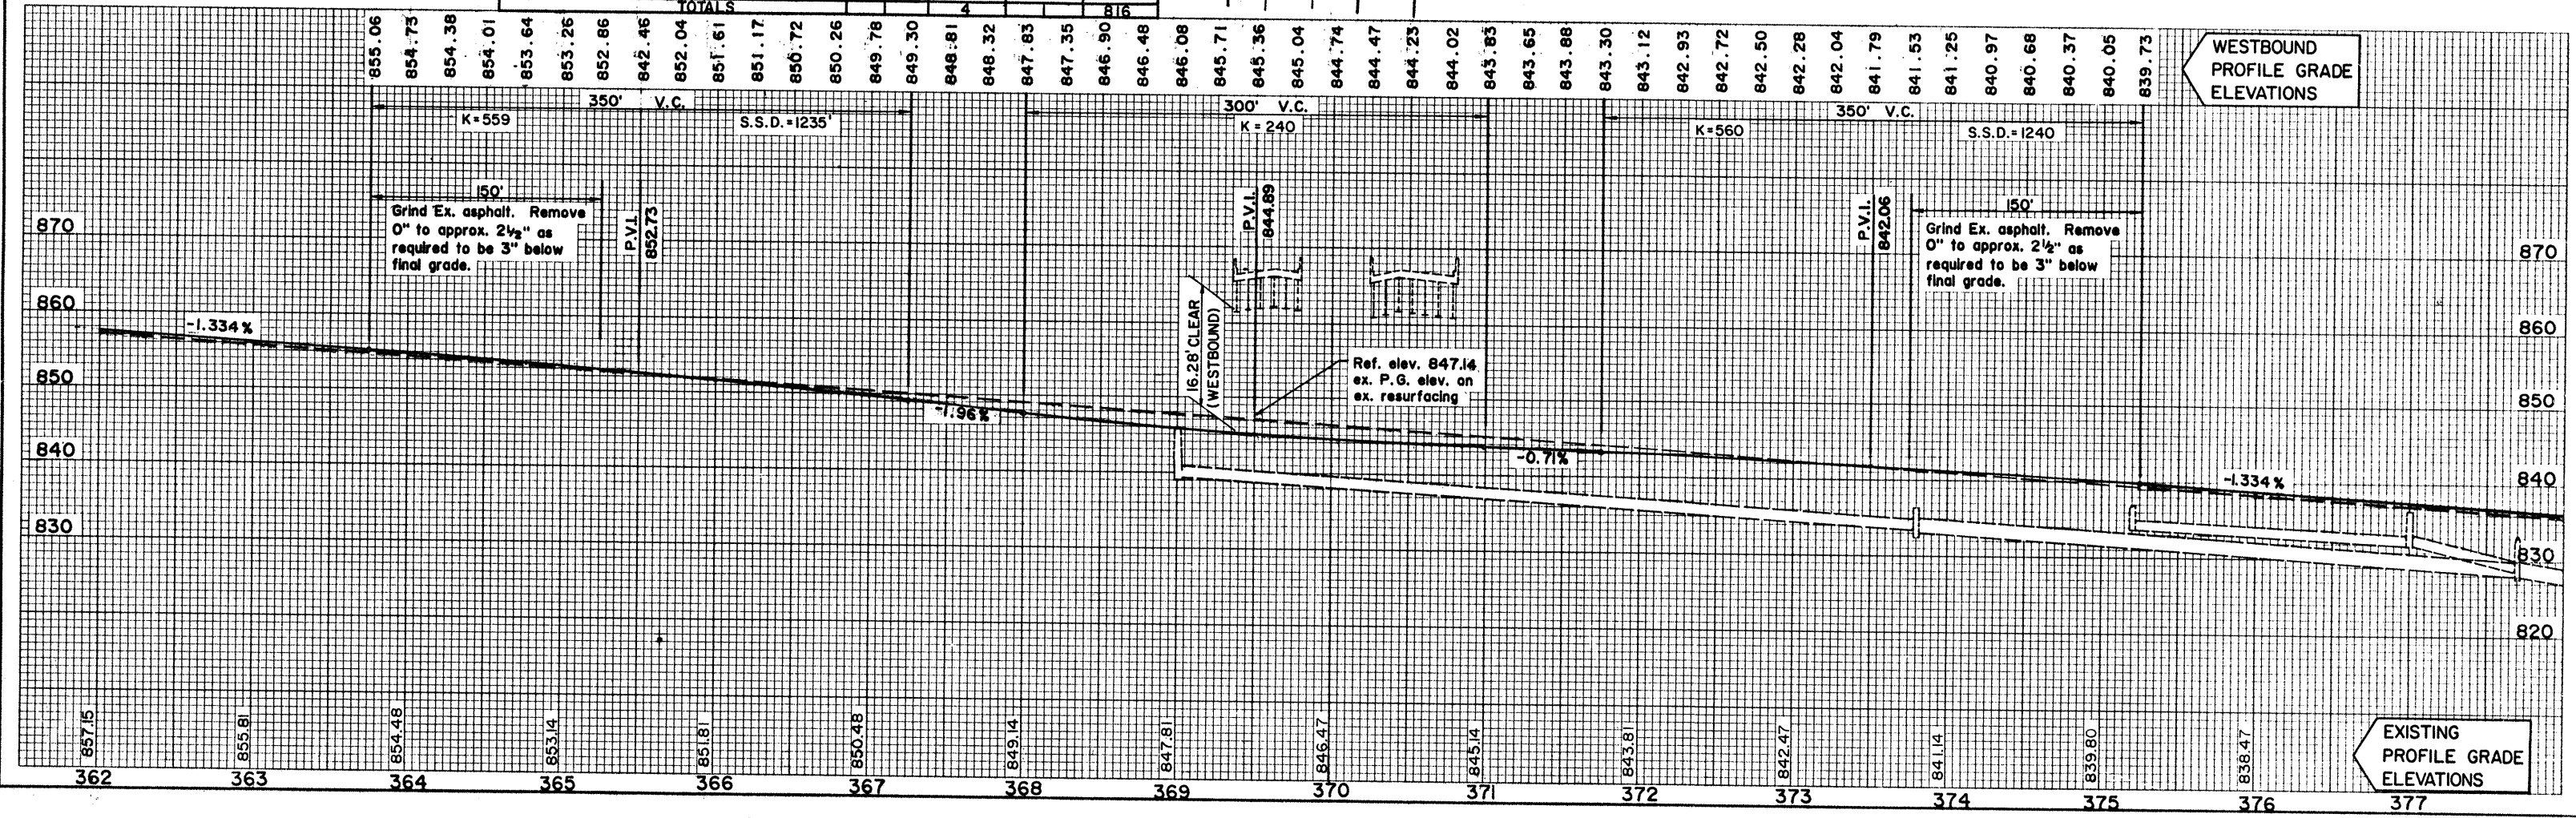 TOTALS 4 816
855.06 854.73 854.38 854.01 853.64 853.26 852.86 842.46 852.04 851.61 851.17 850.72 850.26 849.78 849.30 848.81 848.32 847.83 847.35 846.90 846.48 846.08 845.71 845.36 845.04 844.74 844.47 844.23 844.02 843.83 843.65 843.88 843.30 843.12 842.93 842.72 842.50 842.28 842.04 841.79 841.53 841.25 840.97 840.68 840.37 840.05 839.73
WESTBOUND
PROFILE GRADE
ELEVATIONS
350' V.C.
K=559 S.S.D.=1235'
300' V.C.
K=240
350' V.C.
K=560 S.S.D.=1240
150'
Grind Ex. asphalt. Remove
0" to approx. 2½" as
required to be 3" below
final grade.
P.V.I.
852.73
P.V.I.
844.89
P.V.I.
842.06
150'
Grind Ex. asphalt. Remove
0" to approx. 2½" as
required to be 3" below
final grade.
870 870
860 860
850 850
840 840
830 830
820
-1.334%
16.28' CLEAR
(WESTBOUND)
Ref. elev. 847.14
ex. P.G. elev. on
ex. resurfacing
-1.96%
-0.71%
-1.334%
857.15 855.81 854.48 853.14 851.81 850.48 849.14 847.81 846.47 845.14 843.81 842.47 841.14 839.80 838.47
EXISTING
PROFILE GRADE
ELEVATIONS
362 363 364 365 366 367 368 369 370 371 372 373 374 375 376 377